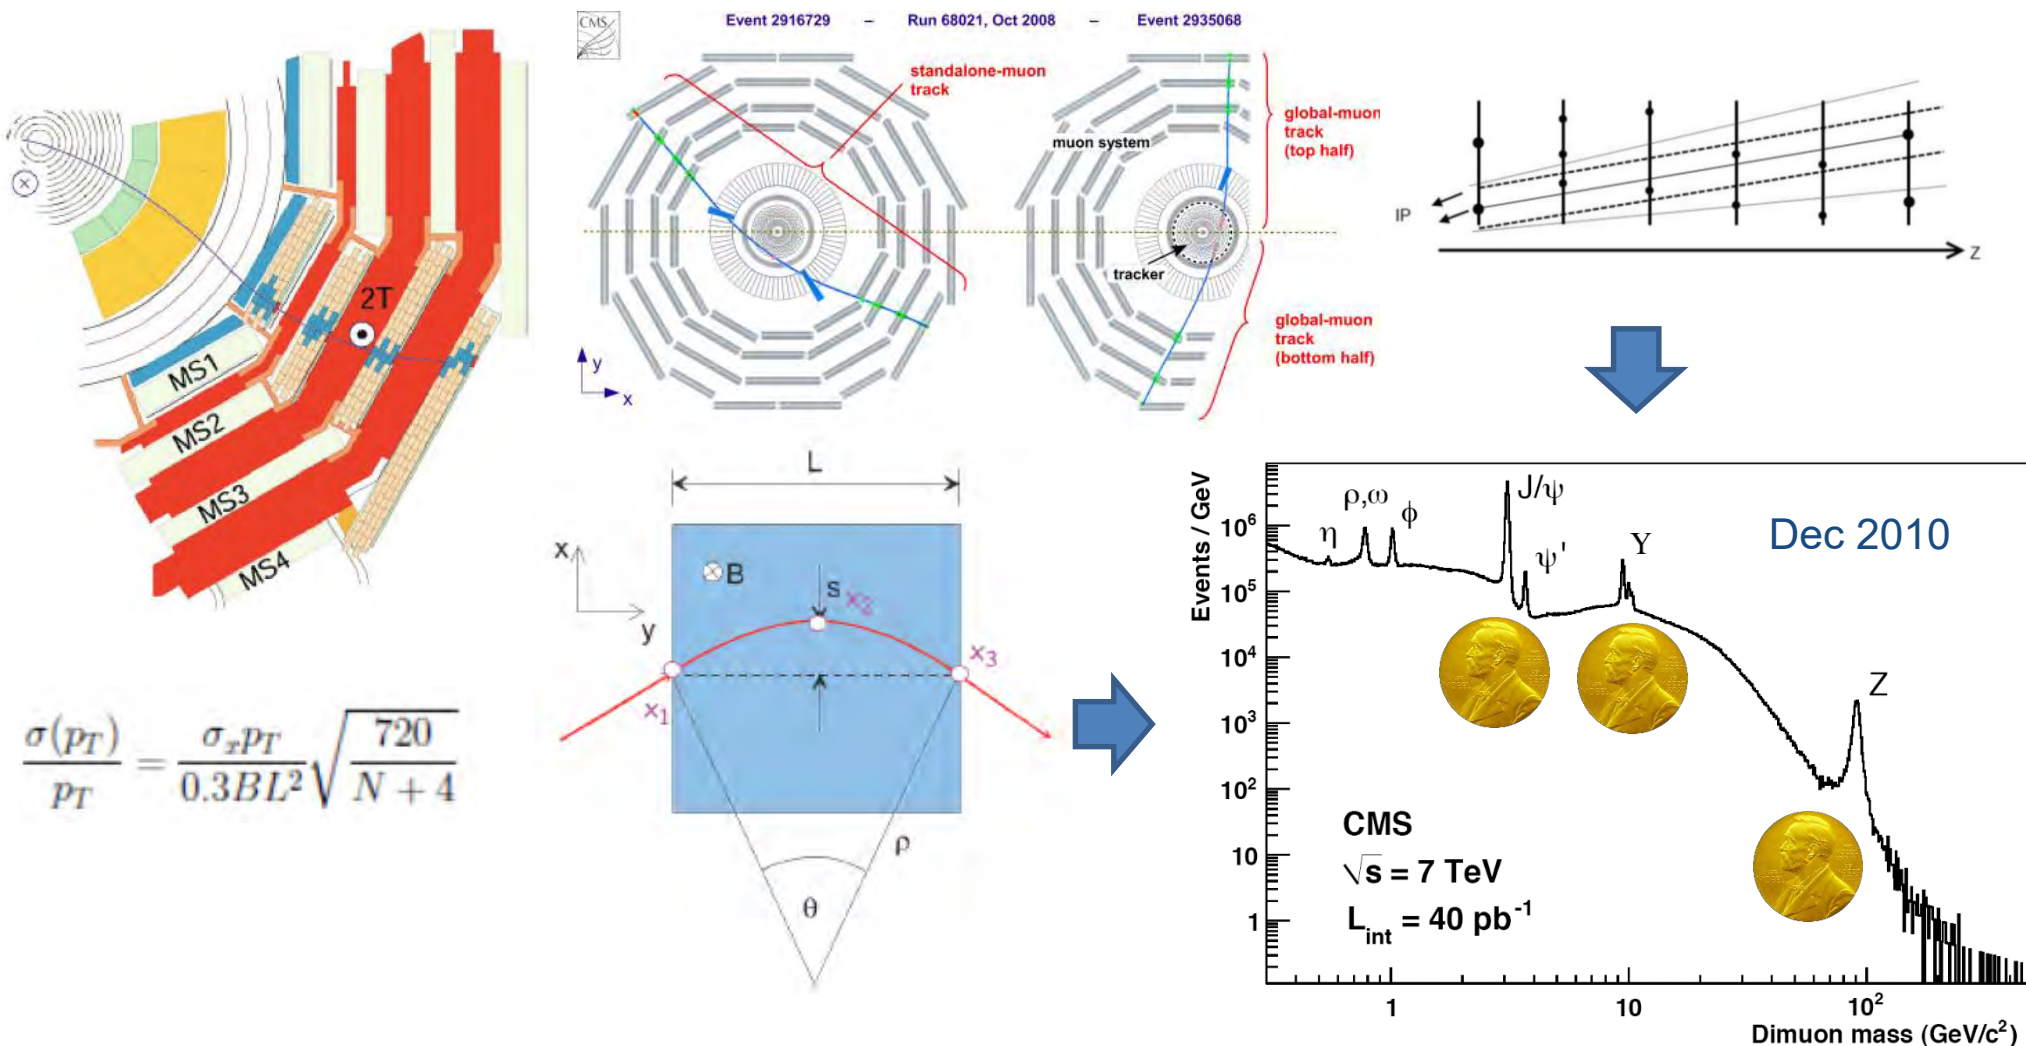 CMS
Event 2916729 – Run 68021, Oct 2008 – Event 2935068
standalone-muon
track
muon system
tracker
global-muon
track
(top half)
global-muon
track
(bottom half)
y
x
IP
Z
2T
MS1
MS2
MS3
MS4
σ(p_T)/p_T = σ_x p_T/0.3BL² √720/N + 4
L
x
y
B
s
x₁
x₂
x₃
ρ
θ
Dec 2010
Events / GeV
10⁶
10⁵
10⁴
10³
10²
10
1
η
ρ,ω
ϕ
J/ψ
ψ'
Υ
Z
CMS
√s = 7 TeV
L_int = 40 pb⁻¹
1
10
10²
Dimuon mass (GeV/c²)